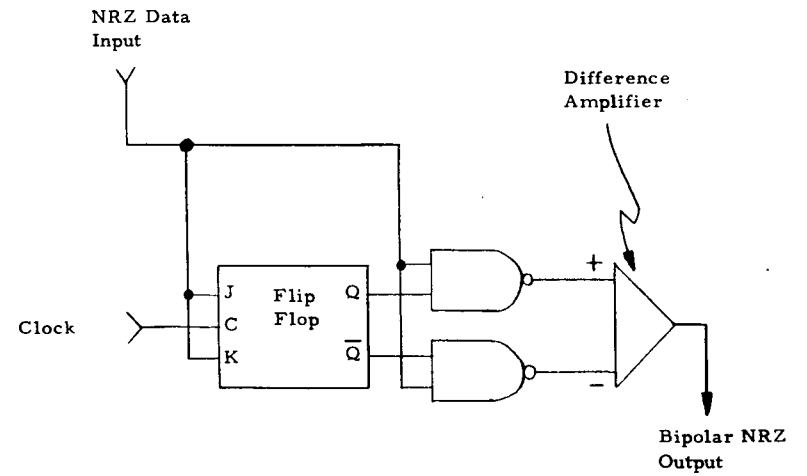 NRZ Data
Input
Difference
Amplifier
+
J
Flip
Q
Flop
Clock
C
K
Q̅
−
Bipolar NRZ
Output